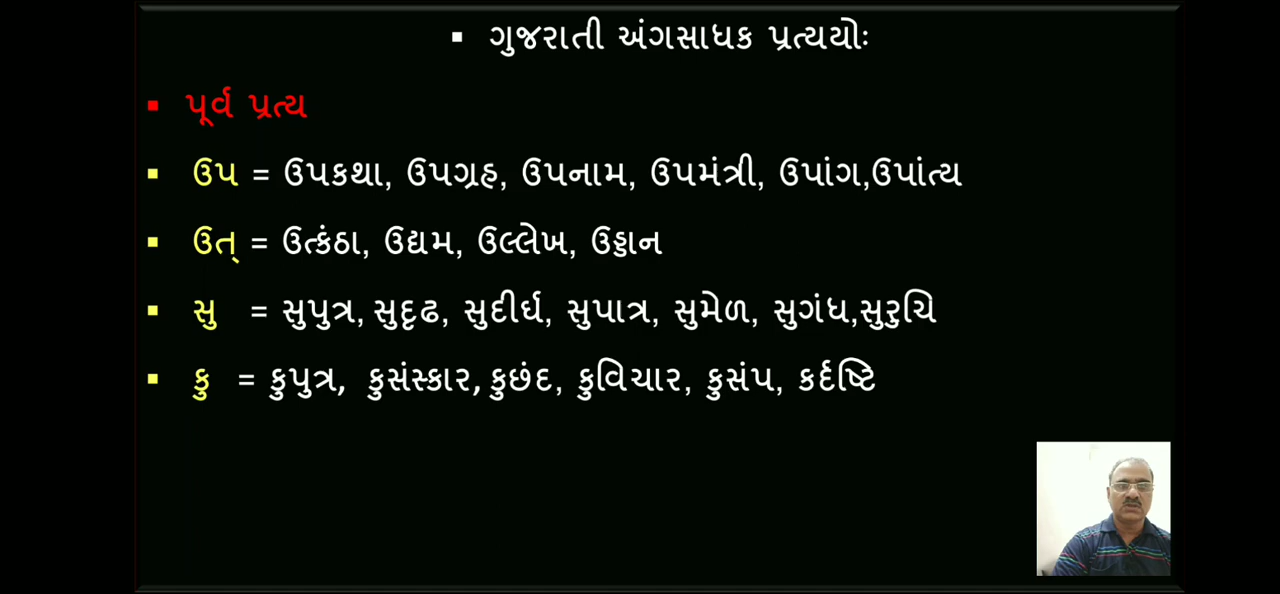 ▪ ગુજરાતી અંગસાધક પ્રત્યયોઃ
▪ પૂર્વ પ્રત્ય
▪ ઉપ = ઉપકથા, ઉપગ્રહ, ઉપનામ, ઉપમંત્રી, ઉપાંગ,ઉપાંત્ય
▪ ઉત્ = ઉત્કંઠા, ઉદ્યમ, ઉલ્લેખ, ઉડ્ડાન
▪ સુ = સુપુત્ર, સુદૃઢ, સુદીર્ઘ, સુપાત્ર, સુમેળ, સુગંધ,સુરુચિ
▪ કુ = કુપુત્ર, કુસંસ્કાર, કુછંદ, કુવિચાર, કુસંપ, કર્દષ્ટિ